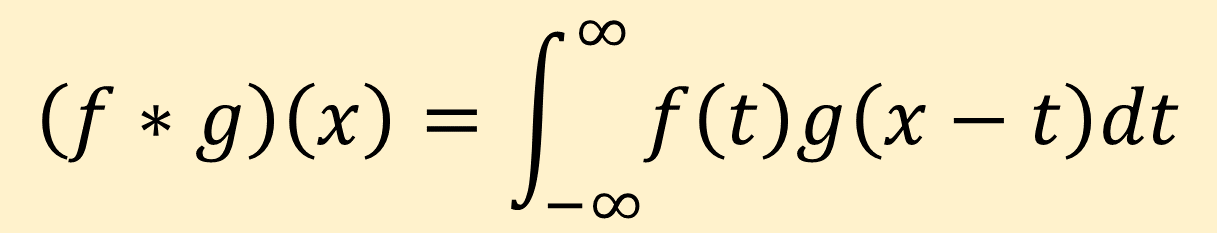 (f ∗ g)(x) = ∫_{−∞}^{∞} f(t)g(x − t)dt